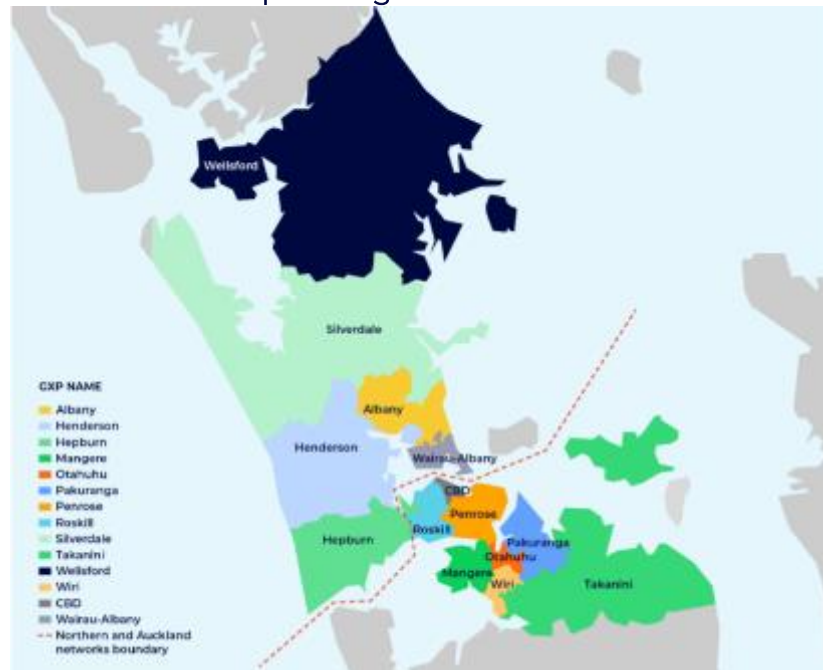 Wellsford
Silverdale
Albany
Henderson
Wairau-Albany
CBD
Penrose
Roskill
Hepburn
Pakuranga
Otahuhu
Mangere
Wiri
Takanini
GXP NAME
Albany
Henderson
Hepburn
Mangere
Otahuhu
Pakuranga
Penrose
Roskill
Silverdale
Takanini
Wellsford
Wiri
CBD
Wairau-Albany
Northern and Auckland
networks boundary